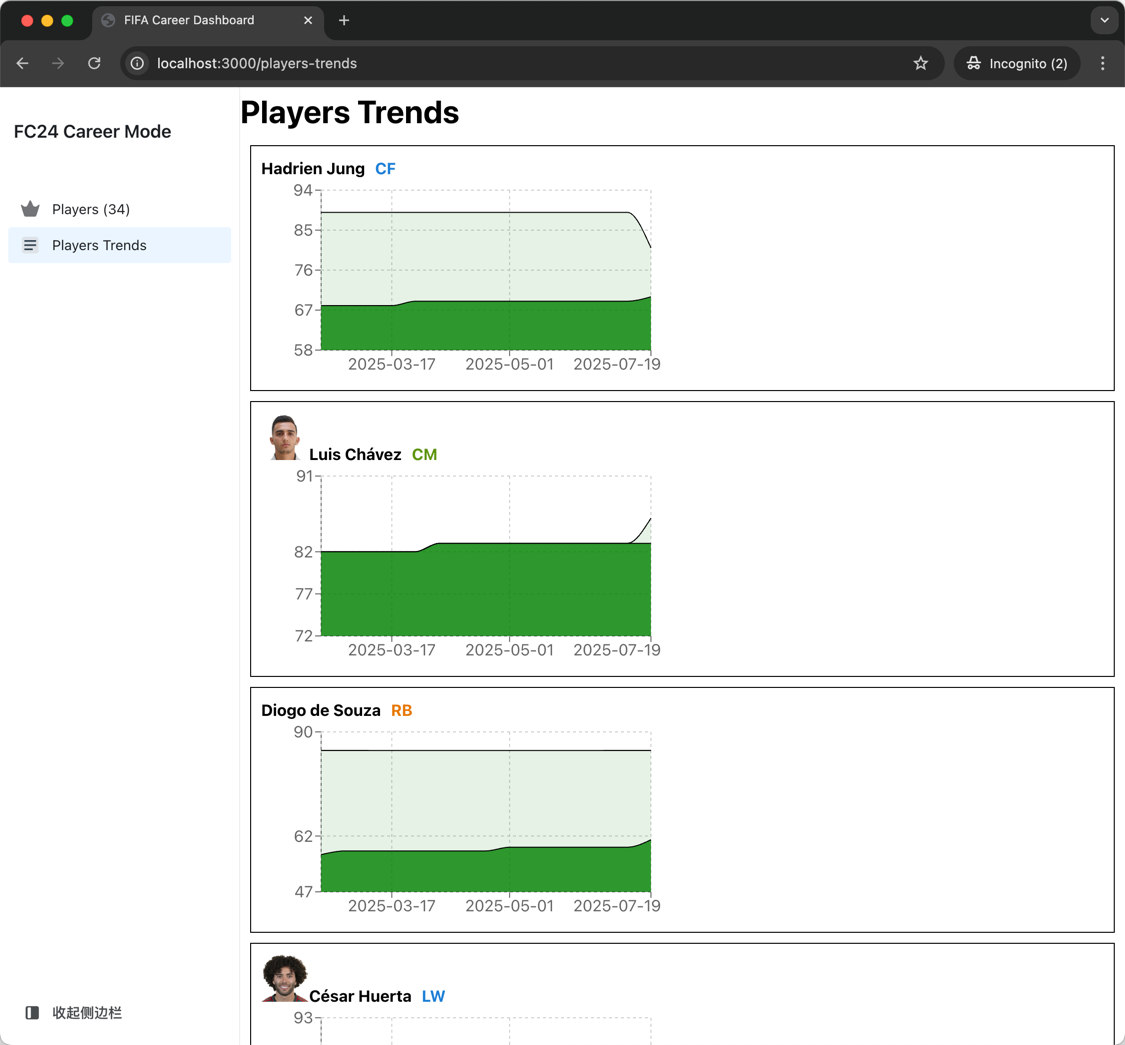 FIFA Career Dashboard
localhost:3000/players-trends
Incognito (2)
FC24 Career Mode
Players (34)
Players Trends
收起侧边栏
Players Trends
Hadrien Jung CF
94
85
76
67
58
2025-03-17 2025-05-01 2025-07-19
Luis Chávez CM
91
82
77
72
2025-03-17 2025-05-01 2025-07-19
Diogo de Souza RB
90
62
47
2025-03-17 2025-05-01 2025-07-19
César Huerta LW
93